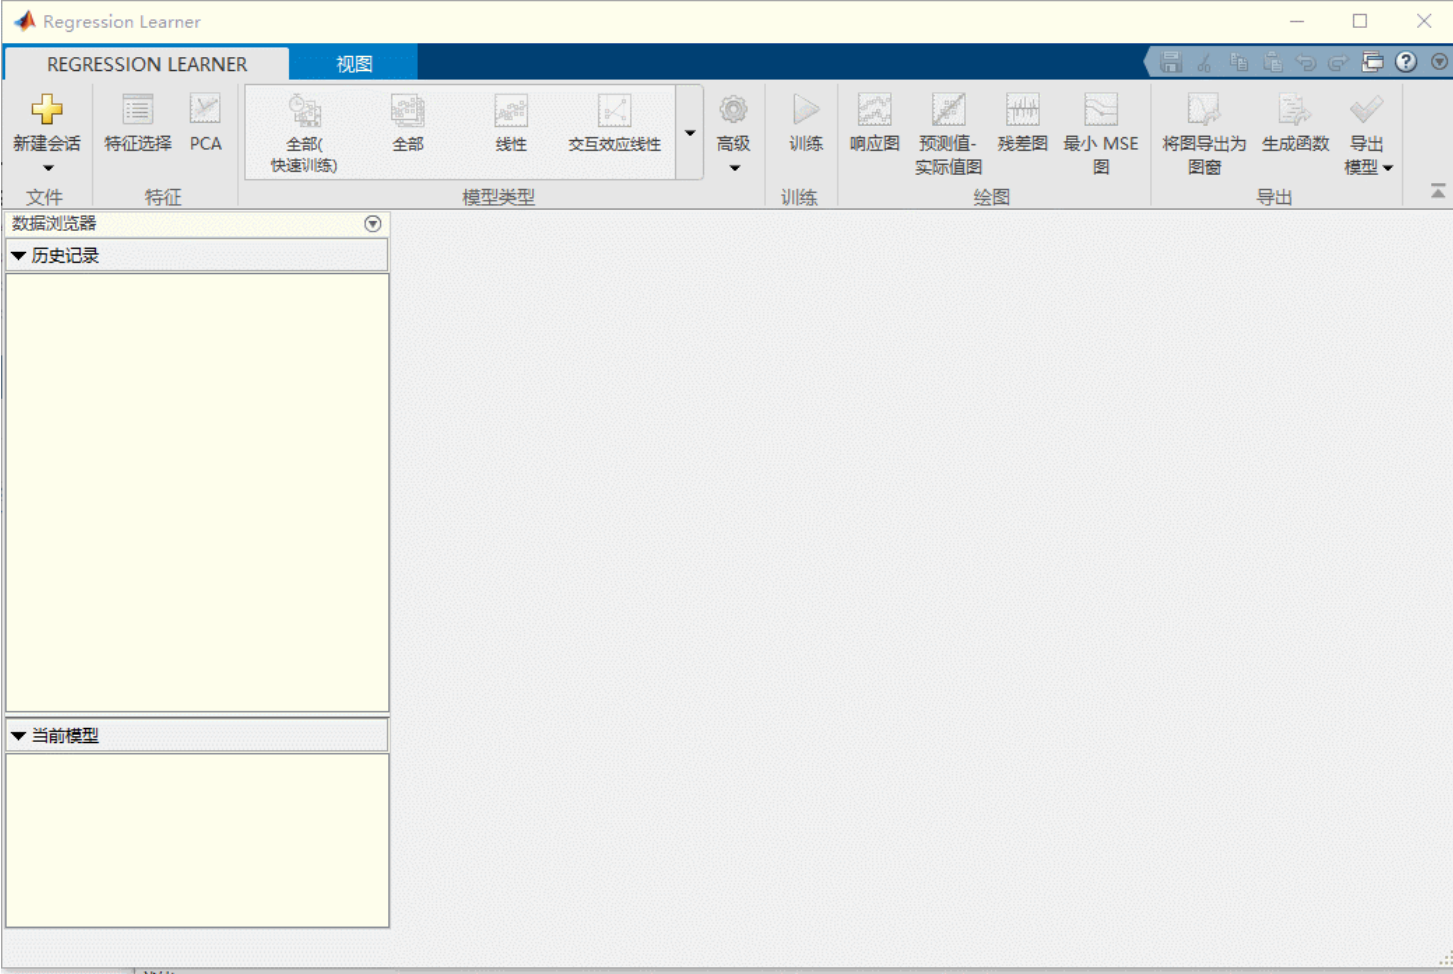 Regression Learner
REGRESSION LEARNER
视图
新建会话
特征选择
PCA
全部(
快速训练)
全部
线性
交互效应线性
高级
训练
响应图
预测值-
实际值图
残差图
最小 MSE
图
将图导出为
图窗
生成函数
导出
模型
文件
特征
模型类型
训练
绘图
导出
数据浏览器
历史记录
当前模型